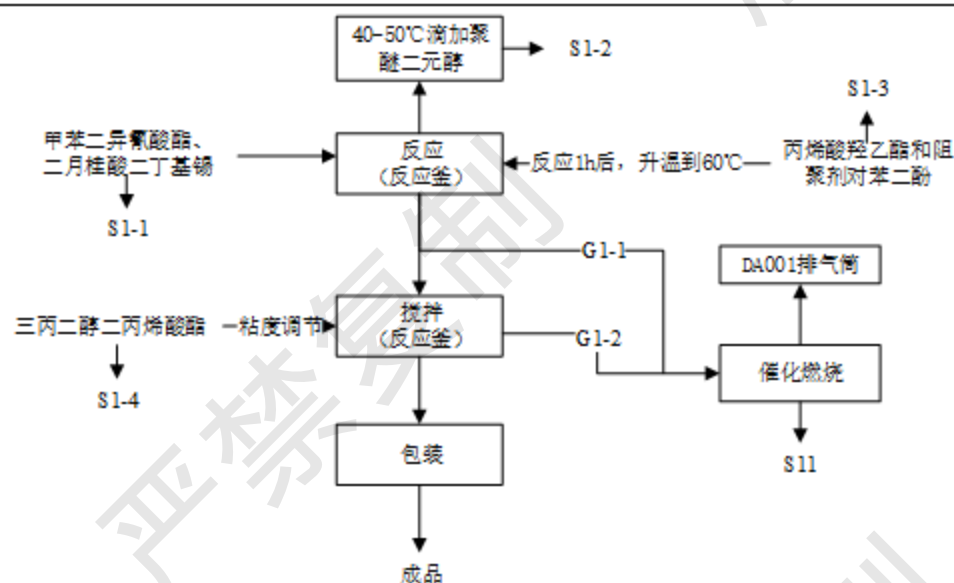 40-50℃滴加聚
醚二元醇
S1-2
S1-3
甲苯二异氰酸酯、
二月桂酸二丁基锡
反应
(反应釜)
反应1h后，升温到60℃
丙烯酸羟乙酯和阻
聚剂对苯二酚
S1-1
G1-1
DA001排气筒
三丙二醇二丙烯酸酯
粘度调节
搅拌
(反应釜)
G1-2
催化燃烧
S1-4
包装
S11
成品
严禁复制